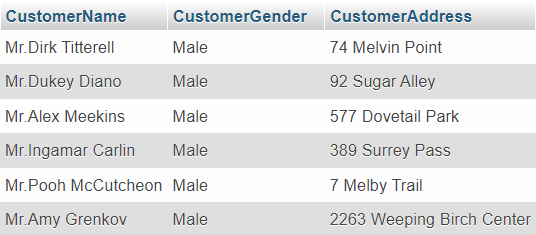 CustomerName CustomerGender CustomerAddress
Mr.Dirk Titterell Male 74 Melvin Point
Mr.Dukey Diano Male 92 Sugar Alley
Mr.Alex Meekins Male 577 Dovetail Park
Mr.Ingamar Carlin Male 389 Surrey Pass
Mr.Pooh McCutcheon Male 7 Melby Trail
Mr.Amy Grenkov Male 2263 Weeping Birch Center